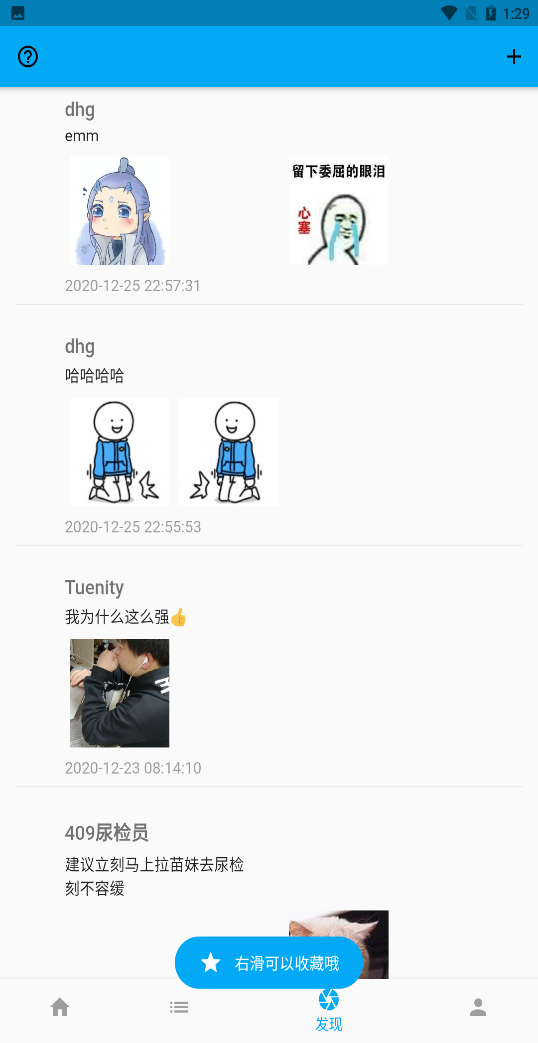 1:29
dhg
emm
留下委屈的眼泪
心塞
2020-12-25 22:57:31
dhg
哈哈哈哈
2020-12-25 22:55:53
Tuenity
我为什么这么强👍
2020-12-23 08:14:10
409尿检员
建议立刻马上拉苗妹去尿检
刻不容缓
右滑可以收藏哦
发现